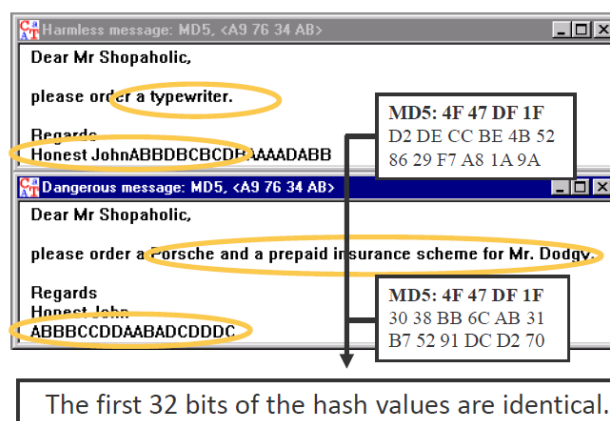 Harmless message: MD5, <A9 76 34 AB>
Dear Mr Shopaholic,
please order a typewriter.
Regards
Honest JohnABBDBCBCDBAAAADABB
MD5: 4F 47 DF 1F
D2 DE CC BE 4B 52
86 29 F7 A8 1A 9A
Dangerous message: MD5, <A9 76 34 AB>
Dear Mr Shopaholic,
please order a Porsche and a prepaid insurance scheme for Mr. Dodgy.
Regards
Honest John
ABBBCCDDAABADCDDDC
MD5: 4F 47 DF 1F
30 38 BB 6C AB 31
B7 52 91 DC D2 70
The first 32 bits of the hash values are identical.